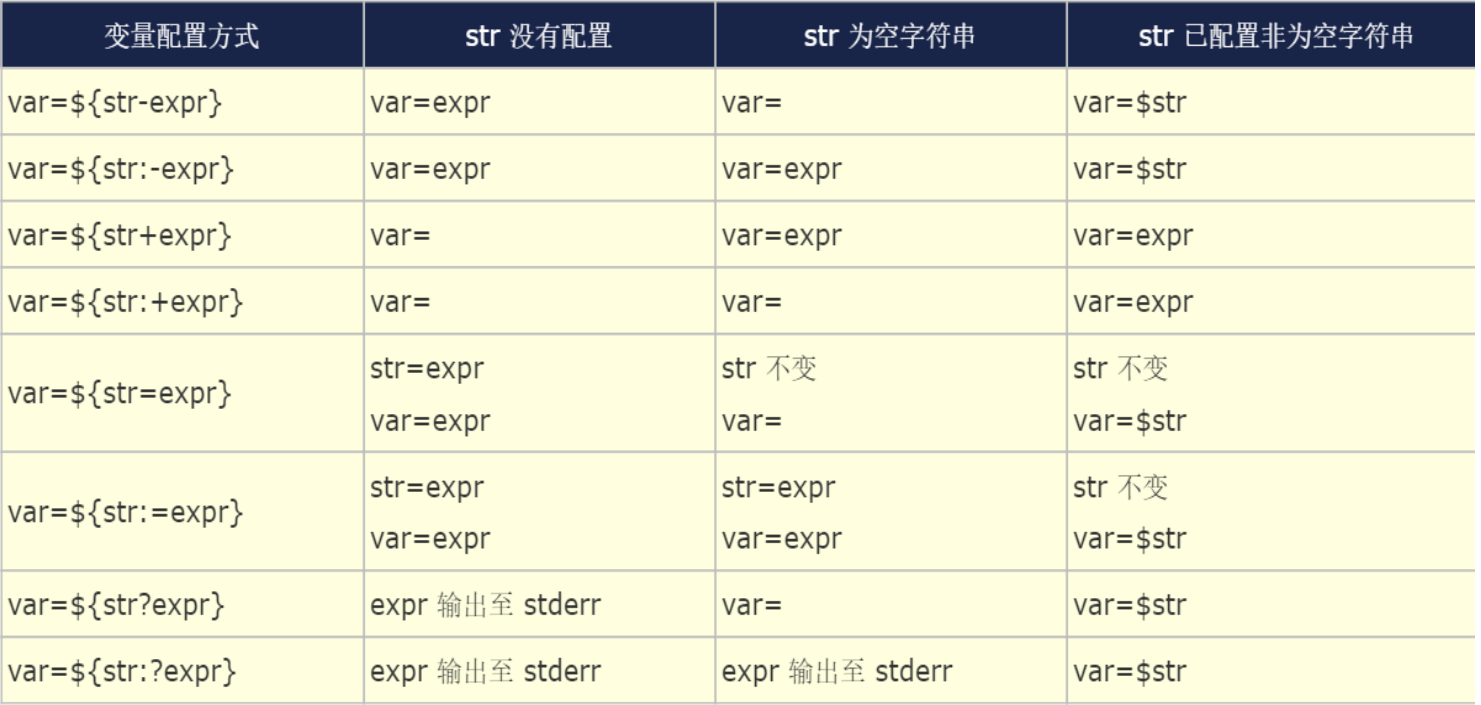 变量配置方式 str 没有配置 str 为空字符串 str 已配置非为空字符串
var=${str-expr} var=expr var= var=$str
var=${str:-expr} var=expr var=expr var=$str
var=${str+expr} var= var=expr var=expr
var=${str:+expr} var= var= var=expr
var=${str=expr}
str=expr str 不变 str 不变
var=expr var= var=$str
var=${str:=expr}
str=expr str=expr str 不变
var=expr var=expr var=$str
var=${str?expr} expr 输出至 stderr var= var=$str
var=${str:?expr} expr 输出至 stderr expr 输出至 stderr var=$str